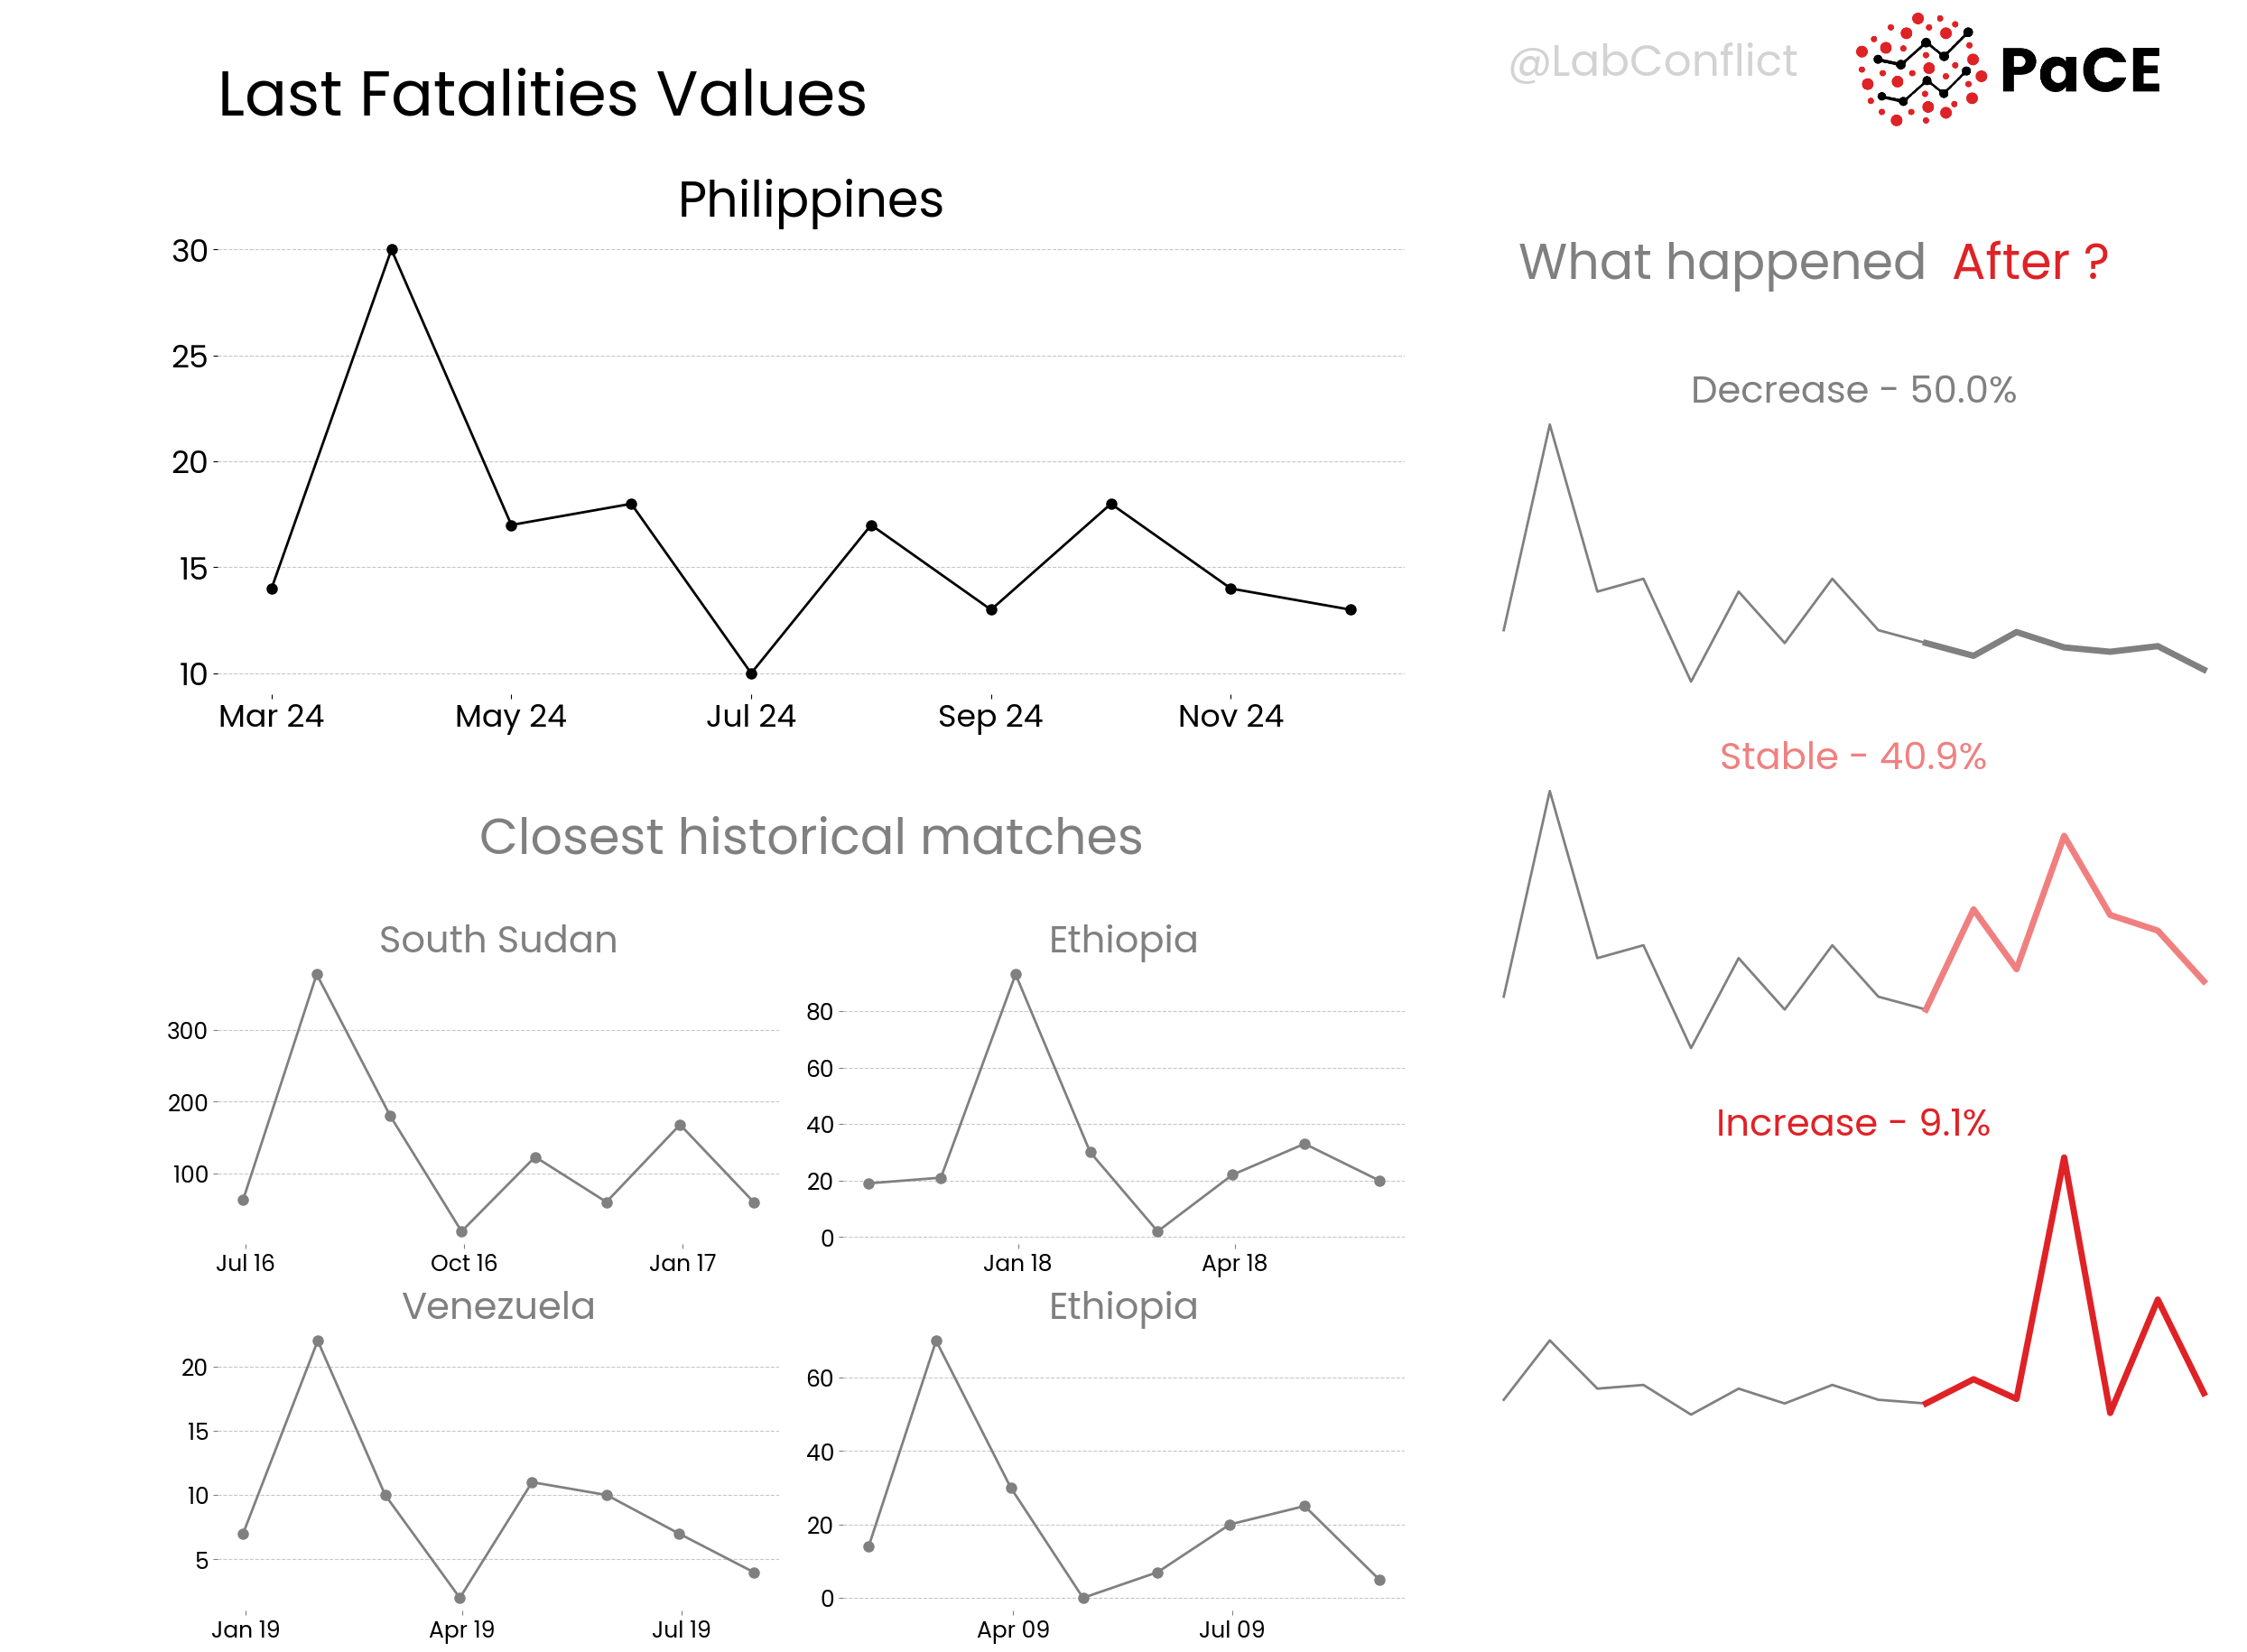 Last Fatalities Values
@LabConflict
PaCE
Philippines
30
25
20
15
10
Mar 24 May 24 Jul 24 Sep 24 Nov 24
What happened After ?
Decrease - 50.0%
Stable - 40.9%
Increase - 9.1%
Closest historical matches
South Sudan
300
200
100
Jul 16 Oct 16 Jan 17
Ethiopia
80
60
40
20
0
Jan 18 Apr 18
Venezuela
20
15
10
5
Jan 19 Apr 19 Jul 19
Ethiopia
60
40
20
0
Apr 09 Jul 09